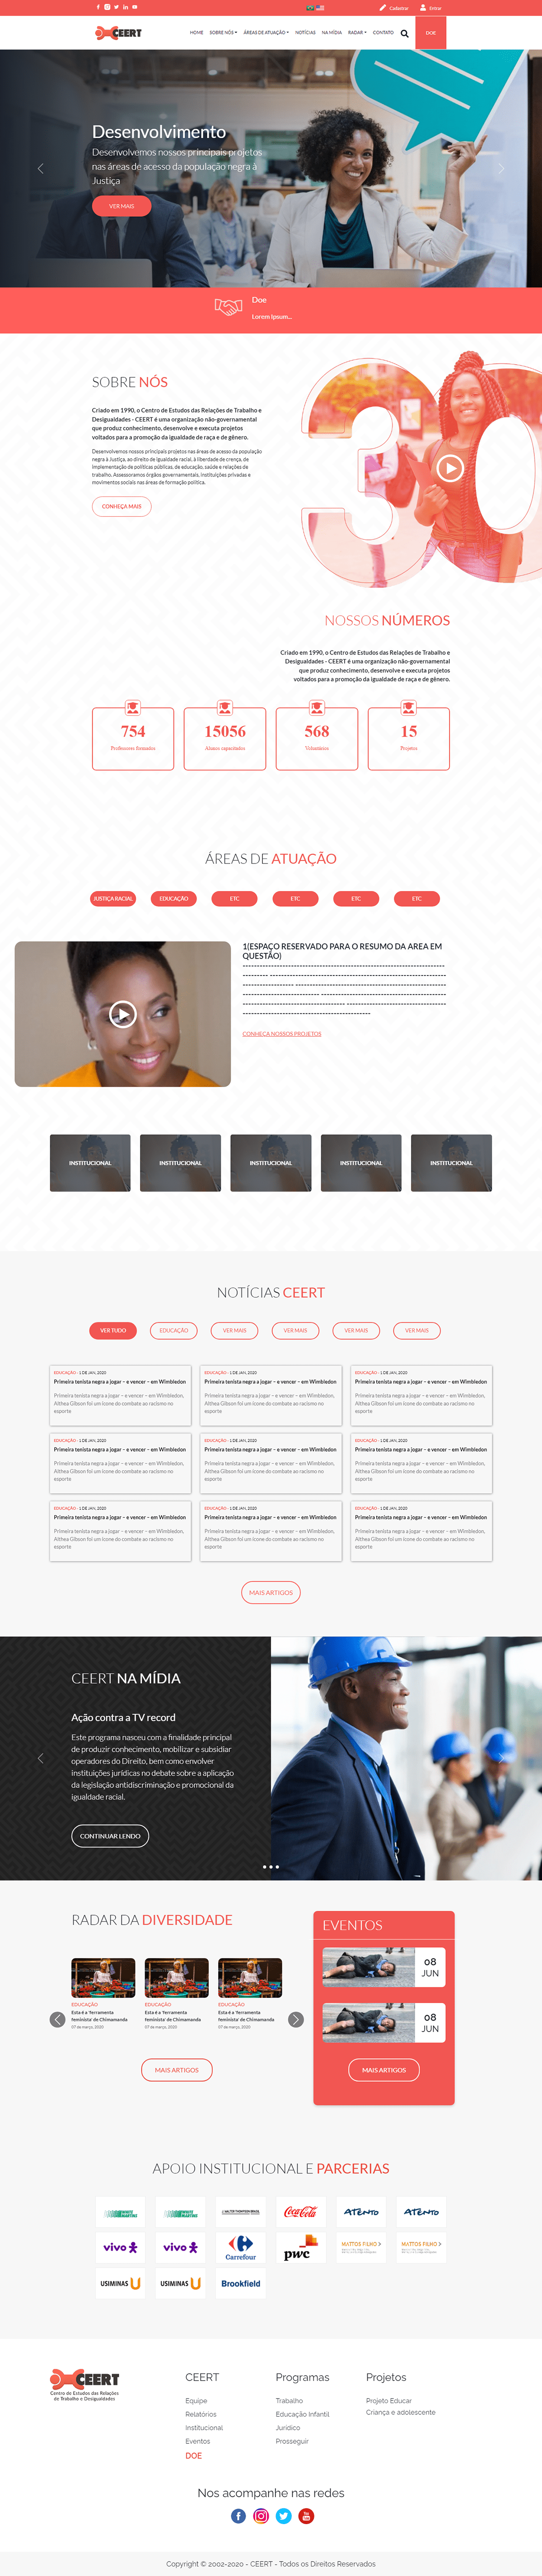 Cadastrar
Entrar
CEERT
HOME
SOBRE NÓS
ÁREAS DE ATUAÇÃO
NOTÍCIAS
NA MÍDIA
RADAR
CONTATO
DOE
Desenvolvimento
Desenvolvemos nossos principais projetos
nas áreas de acesso da população negra à
Justiça
VER MAIS
Doe
Lorem Ipsum...
SOBRE NÓS
Criado em 1990, o Centro de Estudos das Relações de Trabalho e
Desigualdades - CEERT é uma organização não-governamental
que produz conhecimento, desenvolve e executa projetos
voltados para a promoção da igualdade de raça e de gênero.
Desenvolvemos nossos principais projetos nas áreas de acesso da população
negra à Justiça, ao direito de igualdade racial, à liberdade de crença, de
implementação de políticas públicas, de educação, saúde e relações de
trabalho. Assessoramos órgãos governamentais, instituições privadas e
movimentos sociais nas áreas de formação política.
CONHEÇA MAIS
30
NOSSOS NÚMEROS
Criado em 1990, o Centro de Estudos das Relações de Trabalho e
Desigualdades - CEERT é uma organização não-governamental
que produz conhecimento, desenvolve e executa projetos
voltados para a promoção da igualdade de raça e de gênero.
754
Professores formados
15056
Alunos capacitados
568
Voluntários
15
Projetos
ÁREAS DE ATUAÇÃO
JUSTIÇA RACIAL
EDUCAÇÃO
ETC
ETC
ETC
ETC
1(ESPAÇO RESERVADO PARA O RESUMO DA AREA EM
QUESTÃO)
CONHEÇA NOSSOS PROJETOS
INSTITUCIONAL
INSTITUCIONAL
INSTITUCIONAL
INSTITUCIONAL
INSTITUCIONAL
NOTÍCIAS CEERT
VER TUDO
EDUCAÇÃO
VER MAIS
VER MAIS
VER MAIS
VER MAIS
EDUCAÇÃO - 1 DE JAN, 2020
Primeira tenista negra a jogar – e vencer – em Wimbledon
Primeira tenista negra a jogar – e vencer – em Wimbledon,
Althea Gibson foi um ícone do combate ao racismo no
esporte
EDUCAÇÃO - 1 DE JAN, 2020
Primeira tenista negra a jogar – e vencer – em Wimbledon
Primeira tenista negra a jogar – e vencer – em Wimbledon,
Althea Gibson foi um ícone do combate ao racismo no
esporte
EDUCAÇÃO - 1 DE JAN, 2020
Primeira tenista negra a jogar – e vencer – em Wimbledon
Primeira tenista negra a jogar – e vencer – em Wimbledon,
Althea Gibson foi um ícone do combate ao racismo no
esporte
EDUCAÇÃO - 1 DE JAN, 2020
Primeira tenista negra a jogar – e vencer – em Wimbledon
Primeira tenista negra a jogar – e vencer – em Wimbledon,
Althea Gibson foi um ícone do combate ao racismo no
esporte
EDUCAÇÃO - 1 DE JAN, 2020
Primeira tenista negra a jogar – e vencer – em Wimbledon
Primeira tenista negra a jogar – e vencer – em Wimbledon,
Althea Gibson foi um ícone do combate ao racismo no
esporte
EDUCAÇÃO - 1 DE JAN, 2020
Primeira tenista negra a jogar – e vencer – em Wimbledon
Primeira tenista negra a jogar – e vencer – em Wimbledon,
Althea Gibson foi um ícone do combate ao racismo no
esporte
EDUCAÇÃO - 1 DE JAN, 2020
Primeira tenista negra a jogar – e vencer – em Wimbledon
Primeira tenista negra a jogar – e vencer – em Wimbledon,
Althea Gibson foi um ícone do combate ao racismo no
esporte
EDUCAÇÃO - 1 DE JAN, 2020
Primeira tenista negra a jogar – e vencer – em Wimbledon
Primeira tenista negra a jogar – e vencer – em Wimbledon,
Althea Gibson foi um ícone do combate ao racismo no
esporte
EDUCAÇÃO - 1 DE JAN, 2020
Primeira tenista negra a jogar – e vencer – em Wimbledon
Primeira tenista negra a jogar – e vencer – em Wimbledon,
Althea Gibson foi um ícone do combate ao racismo no
esporte
MAIS ARTIGOS
CEERT NA MÍDIA
Ação contra a TV record
Este programa nasceu com a finalidade principal
de produzir conhecimento, mobilizar e subsidiar
operadores do Direito, bem como envolver
instituições jurídicas no debate sobre a aplicação
da legislação antidiscriminação e promocional da
igualdade racial.
CONTINUAR LENDO
RADAR DA DIVERSIDADE
EDUCAÇÃO
Esta é a 'Ferramenta
feminista' de Chimamanda
07 de março, 2020
EDUCAÇÃO
Esta é a 'Ferramenta
feminista' de Chimamanda
07 de março, 2020
EDUCAÇÃO
Esta é a 'Ferramenta
feminista' de Chimamanda
07 de março, 2020
MAIS ARTIGOS
EVENTOS
08
JUN
08
JUN
MAIS ARTIGOS
APOIO INSTITUCIONAL E PARCERIAS
WHITE MARTINS
WHITE MARTINS
J. WALTER THOMPSON BRASIL
Coca-Cola
ATENTO
ATENTO
vivo
vivo
Carrefour
pwc
MATTOS FILHO
MATTOS FILHO
USIMINAS
USIMINAS
Brookfield
CEERT
Centro de Estudos das Relações
de Trabalho e Desigualdades
CEERT
Equipe
Relatórios
Institucional
Eventos
DOE
Programas
Trabalho
Educação Infantil
Jurídico
Prosseguir
Projetos
Projeto Educar
Criança e adolescente
Nos acompanhe nas redes
You
Copyright © 2002-2020 - CEERT - Todos os Direitos Reservados